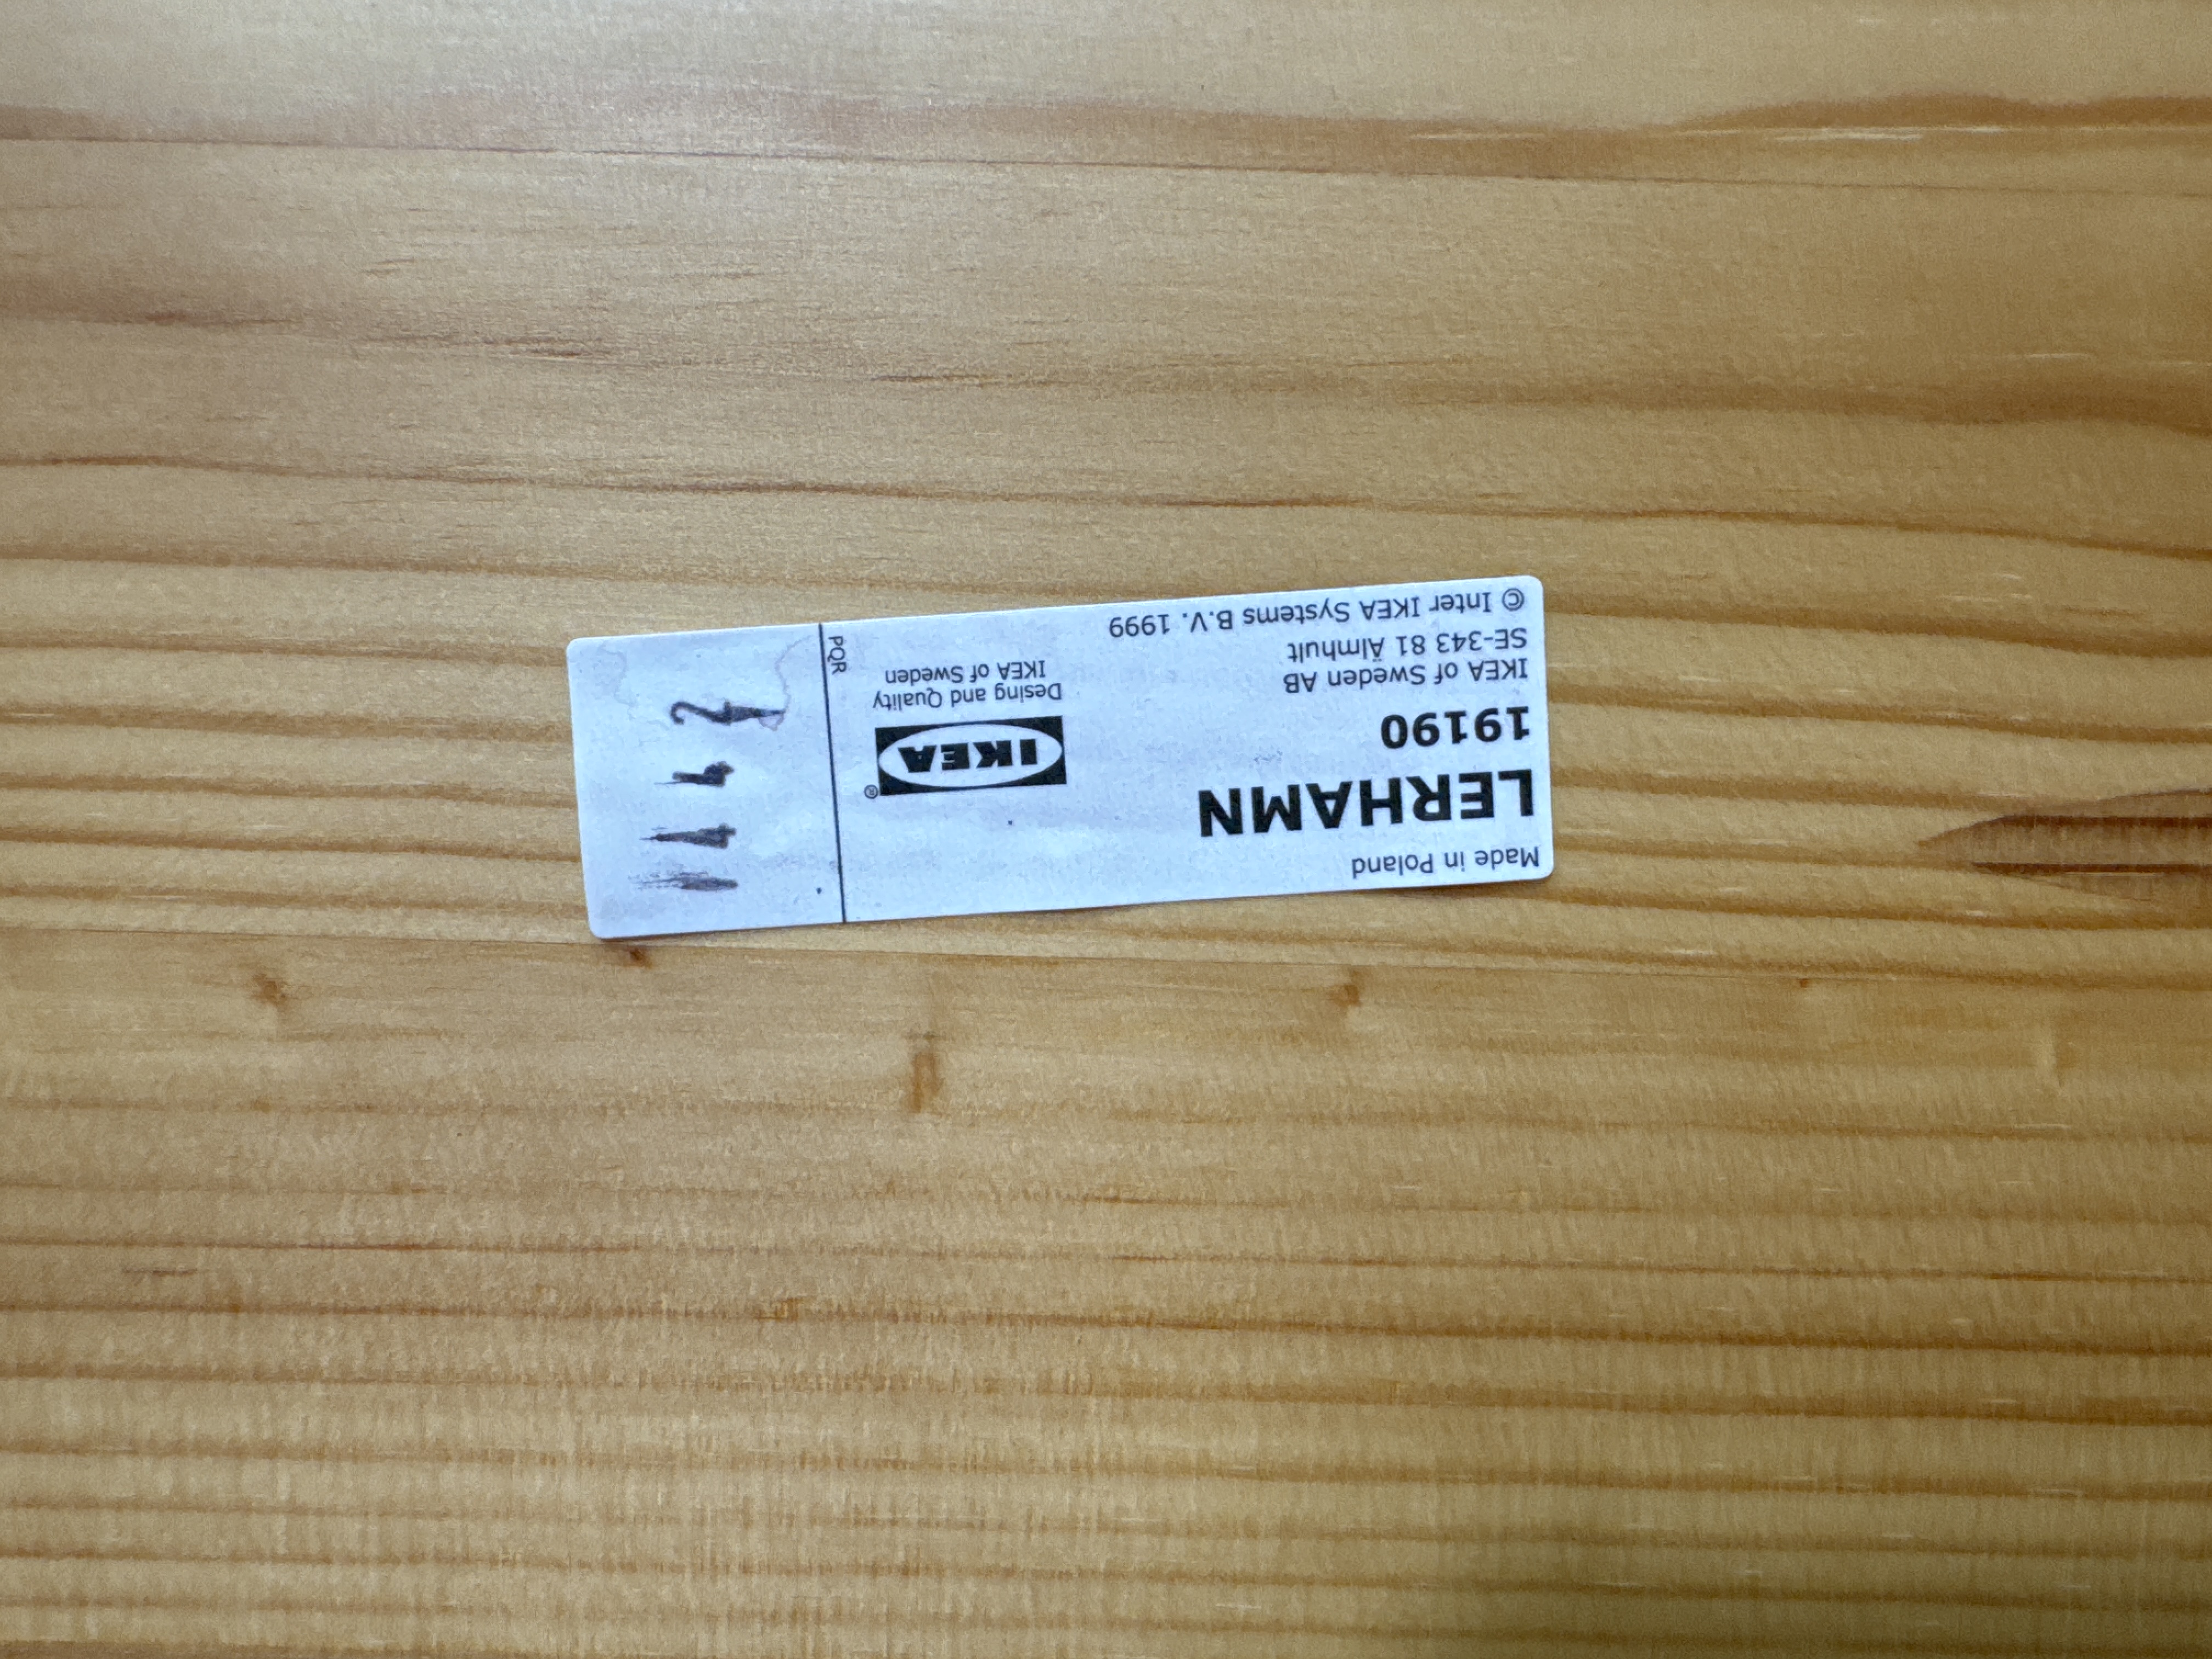 Made in Poland
LERHAMN
19190
IKEA of Sweden AB
SE-343 81 Älmhult
© Inter IKEA Systems B.V. 1999
IKEA®
Desing and Quality
IKEA of Sweden
PQR